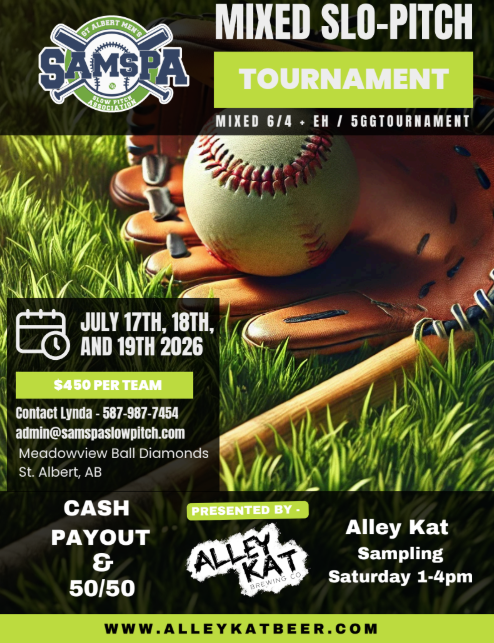 ST ALBERT MEN'S
SAMSPA
SLOW PITCH
ASSOCIATION
MIXED SLO-PITCH
TOURNAMENT
MIXED 6/4 + EH / 5GGTOURNAMENT
JULY 17TH, 18TH,
AND 19TH 2026
$450 PER TEAM
Contact Lynda - 587-987-7454
admin@samspaslowpitch.com
Meadowview Ball Diamonds
St. Albert, AB
CASH
PAYOUT
&
50/50
PRESENTED BY -
ALLEY
KAT
BREWING CO
Alley Kat
Sampling
Saturday 1-4pm
WWW.ALLEYKATBEER.COM